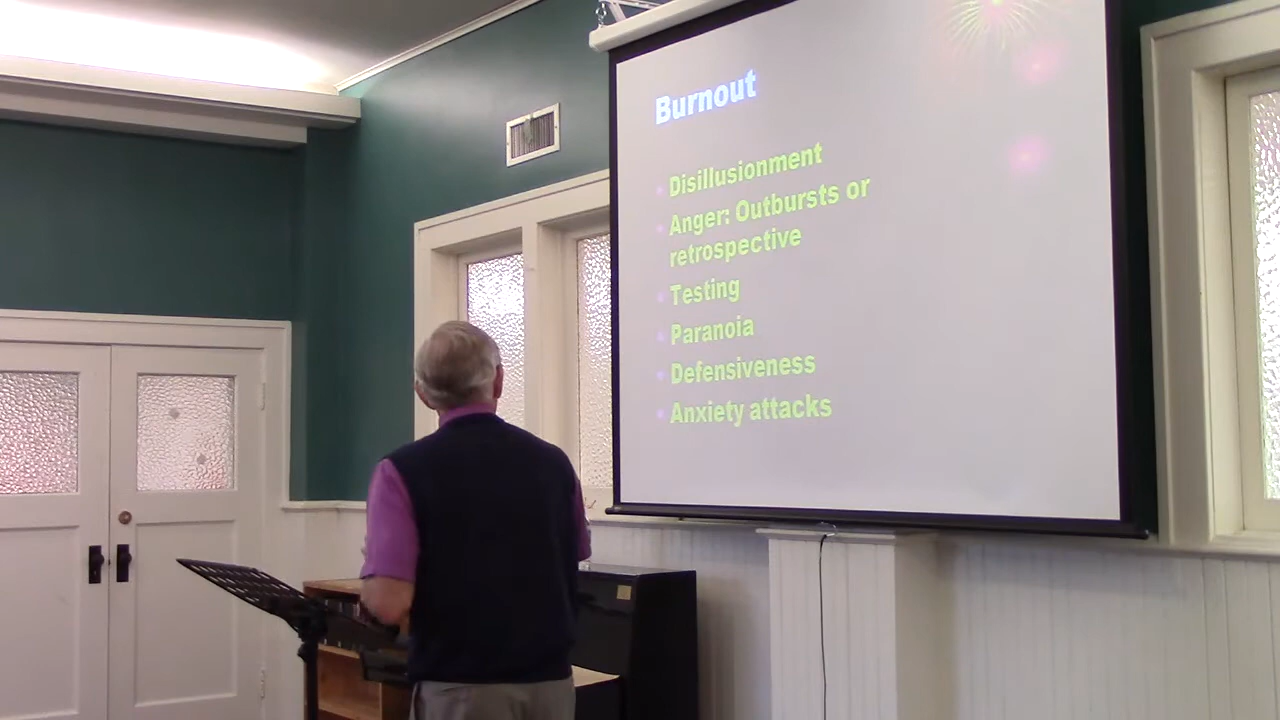 Burnout
Disillusionment
Anger: Outbursts or
retrospective
Testing
Paranoia
Defensiveness
Anxiety attacks